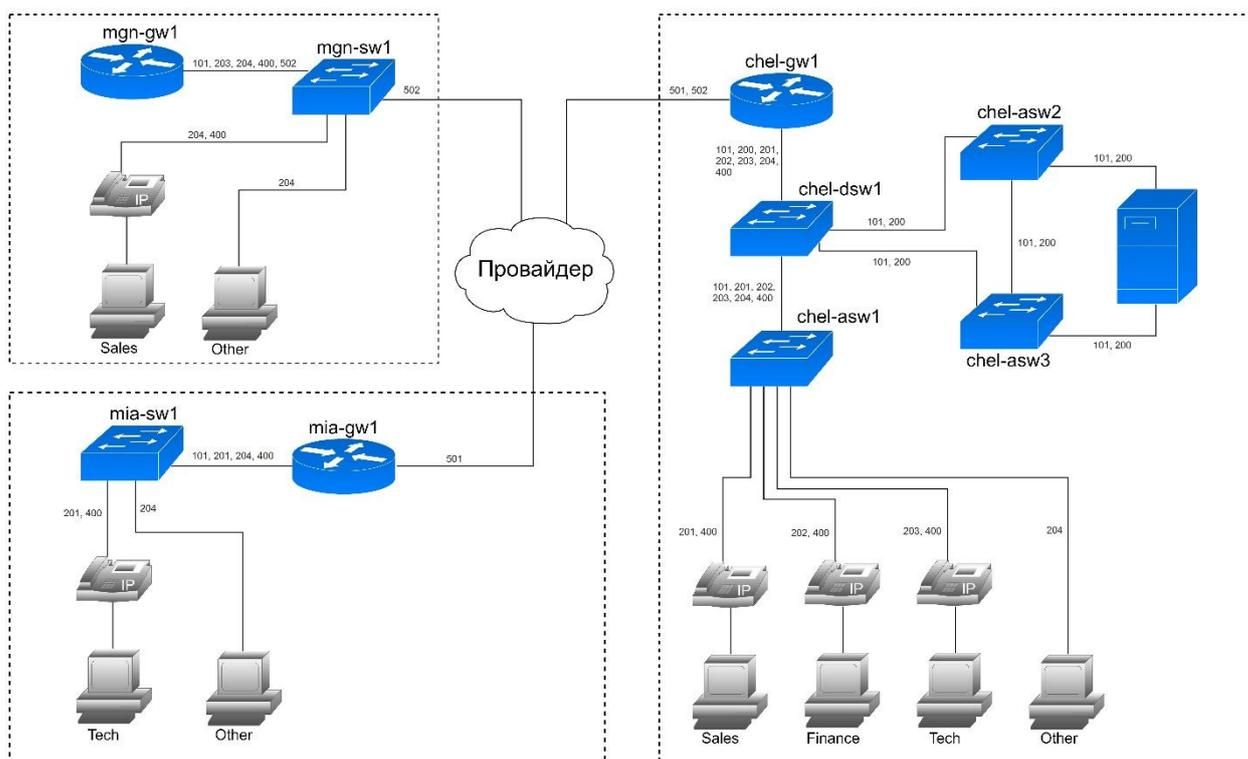 mgn-gw1
101, 203, 204, 400, 502
mgn-sw1
502
204, 400
IP
204
Sales
Other
Провайдер
501, 502
chel-gw1
101, 200, 201,
202, 203, 204,
400
chel-dsw1
101, 200
101, 200
chel-asw2
101, 200
101, 200
chel-asw3
101, 200
101, 201, 202,
203, 204, 400
chel-asw1
201, 400
202, 400
203, 400
204
IP
IP
IP
Sales
Finance
Tech
Other
mia-sw1
101, 201, 204, 400
mia-gw1
501
201, 400
204
IP
Tech
Other